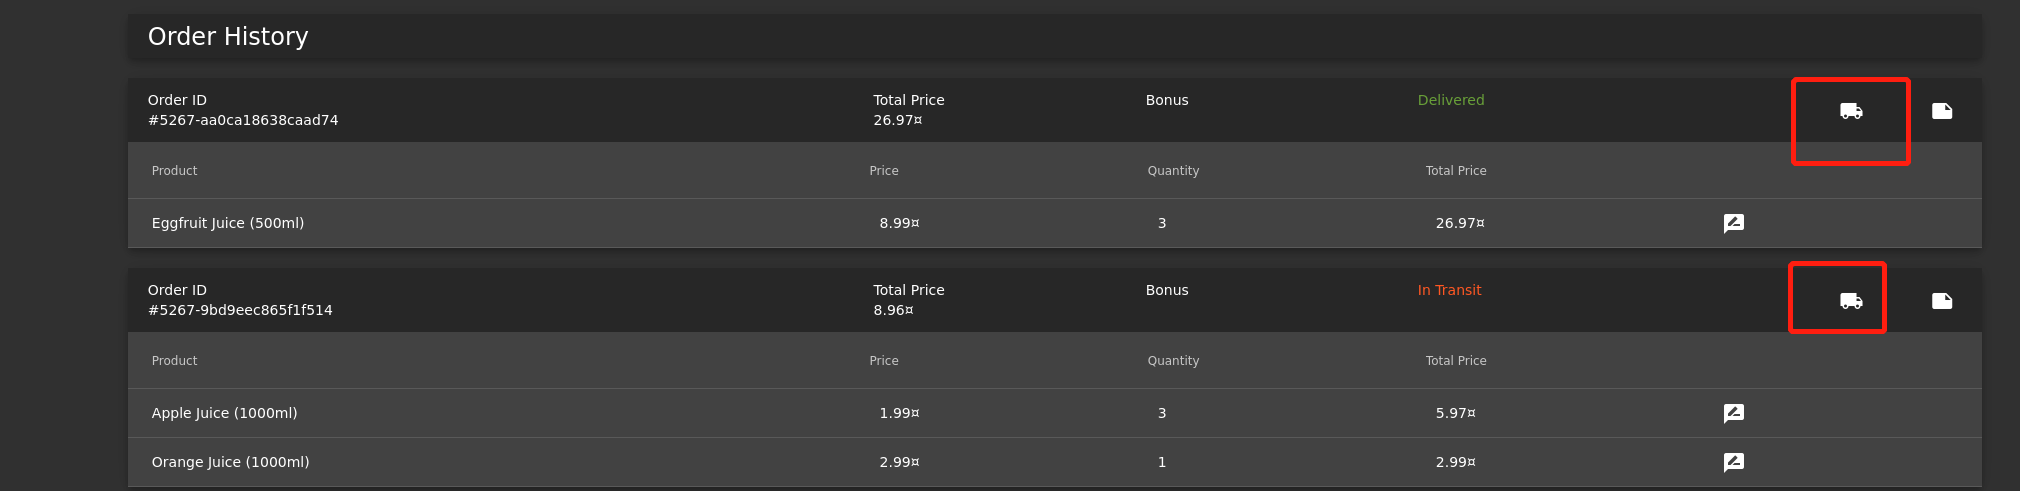 Order History
Order ID Total Price Bonus Delivered
#5267-aa0ca18638caad74 26.97¤
Product Price Quantity Total Price
Eggfruit Juice (500ml) 8.99¤ 3 26.97¤
Order ID Total Price Bonus In Transit
#5267-9bd9eec865f1f514 8.96¤
Product Price Quantity Total Price
Apple Juice (1000ml) 1.99¤ 3 5.97¤
Orange Juice (1000ml) 2.99¤ 1 2.99¤